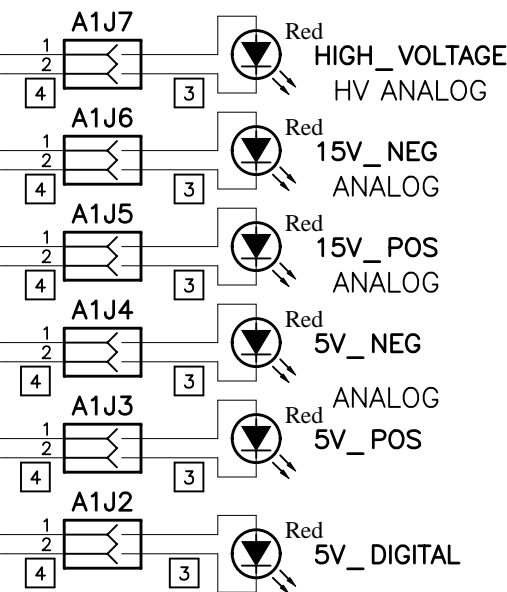 A1J7
Red
1
HIGH_VOLTAGE
2
4
3
HV ANALOG
A1J6
Red
1
15V_NEG
2
4
3
ANALOG
A1J5
Red
1
15V_POS
2
4
3
ANALOG
A1J4
Red
1
5V_NEG
2
4
3
ANALOG
A1J3
Red
1
5V_POS
2
4
3
A1J2
Red
1
2
5V_DIGITAL
4
3